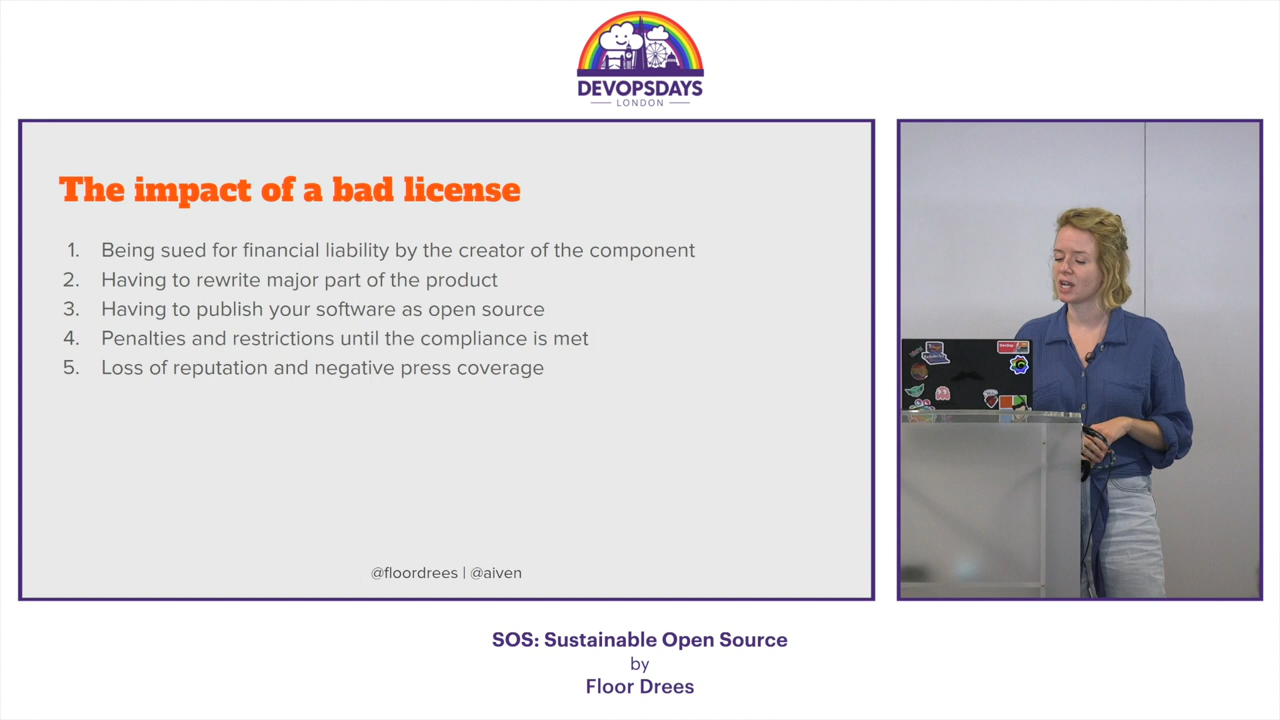 DEVOPSDAYS
LONDON
The impact of a bad license
1. Being sued for financial liability by the creator of the component
2. Having to rewrite major part of the product
3. Having to publish your software as open source
4. Penalties and restrictions until the compliance is met
5. Loss of reputation and negative press coverage
@floordrees | @aiven
SOS: Sustainable Open Source
by
Floor Drees